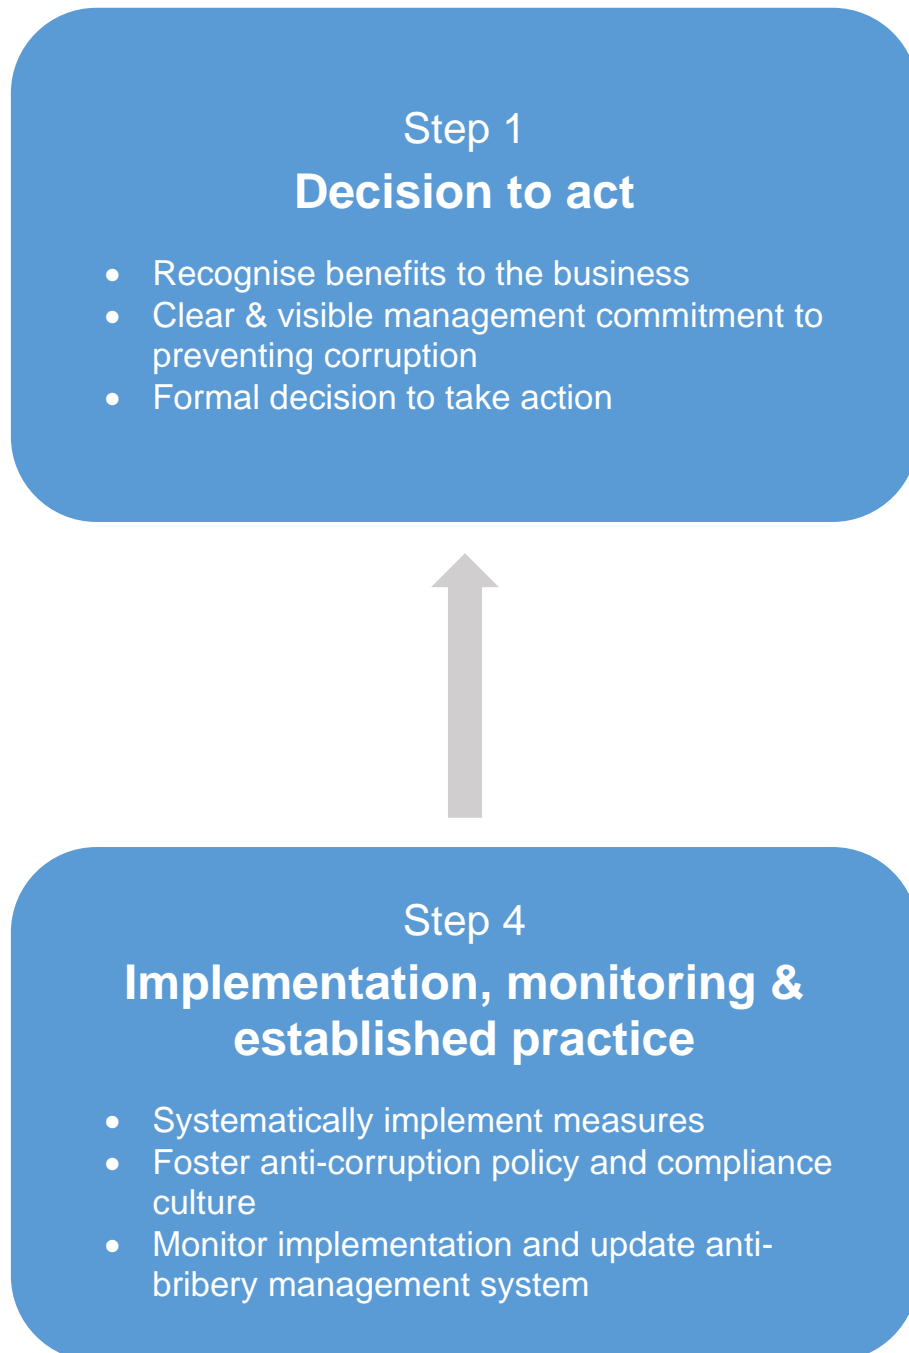 Step 1
Decision to act
• Recognise benefits to the business
• Clear & visible management commitment to
preventing corruption
• Formal decision to take action
Step 4
Implementation, monitoring &
established practice
• Systematically implement measures
• Foster anti-corruption policy and compliance
culture
• Monitor implementation and update anti-
bribery management system